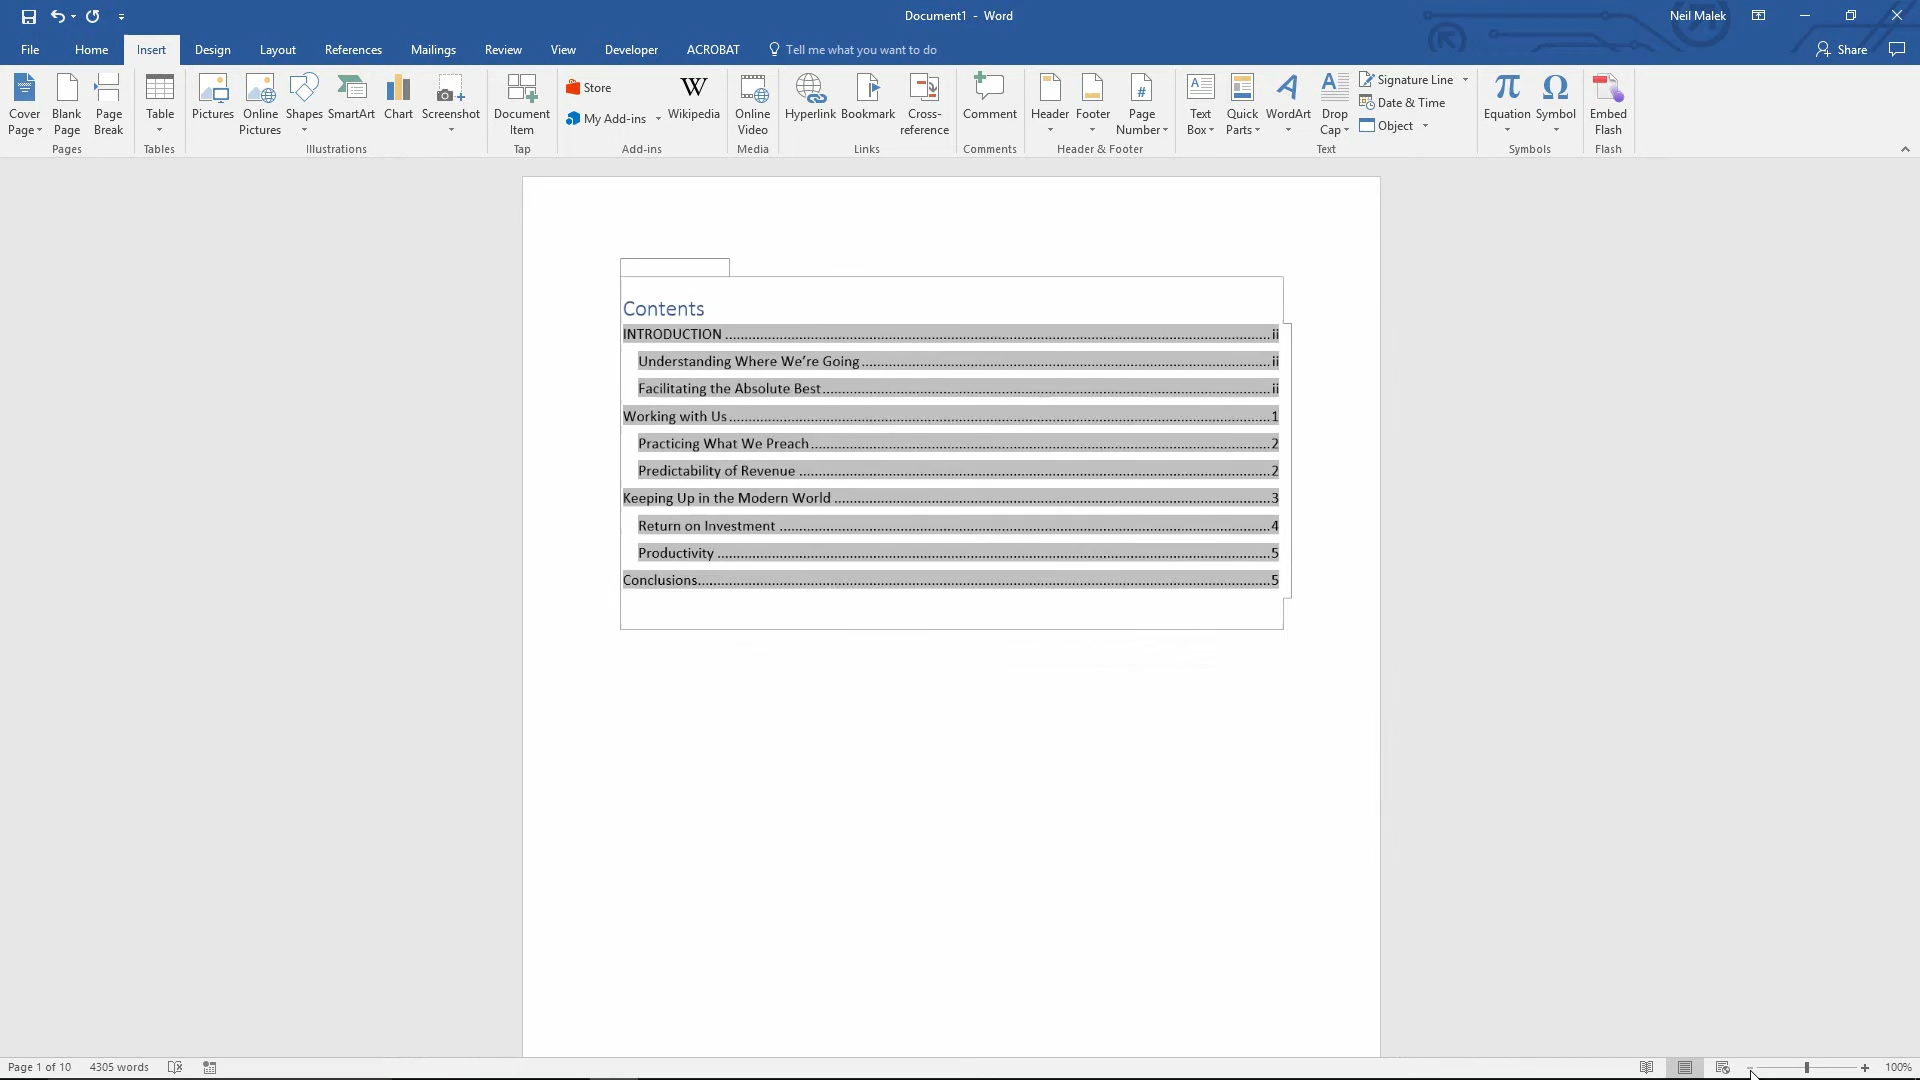 Document1 - Word
Neil Malek
File Home Insert Design Layout References Mailings Review View Developer ACROBAT Tell me what you want to do
Share
Cover Page
Blank Page
Page Break
Pages
Table
Tables
Pictures
Online Pictures
Shapes
SmartArt
Chart
Screenshot
Illustrations
Document Item
Tap
Store
My Add-ins
W
Wikipedia
Add-ins
Online Video
Media
Hyperlink
Bookmark
Cross-reference
Links
Comment
Comments
Header
Footer
#
Page Number
Header & Footer
Text Box
Quick Parts
A
WordArt
A
Drop Cap
Signature Line
Date & Time
Object
Text
π
Equation
Ω
Symbol
Symbols
Embed Flash
Flash
Contents
INTRODUCTION ........ ii
Understanding Where We’re Going ........ ii
Facilitating the Absolute Best ........ ii
Working with Us ........ 1
Practicing What We Preach ........ 2
Predictability of Revenue ........ 2
Keeping Up in the Modern World ........ 3
Return on Investment ........ 4
Productivity ........ 5
Conclusions ........ 5
Page 1 of 10 4305 words
100%